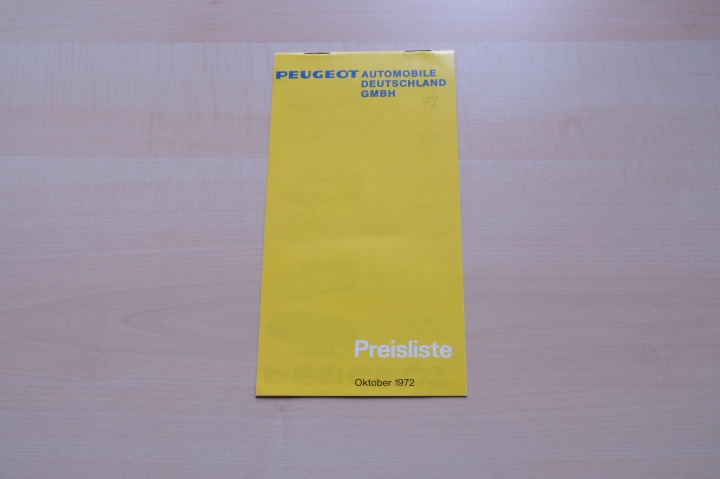 PEUGEOT AUTOMOBILE
DEUTSCHLAND
GMBH
Preisliste
Oktober 1972